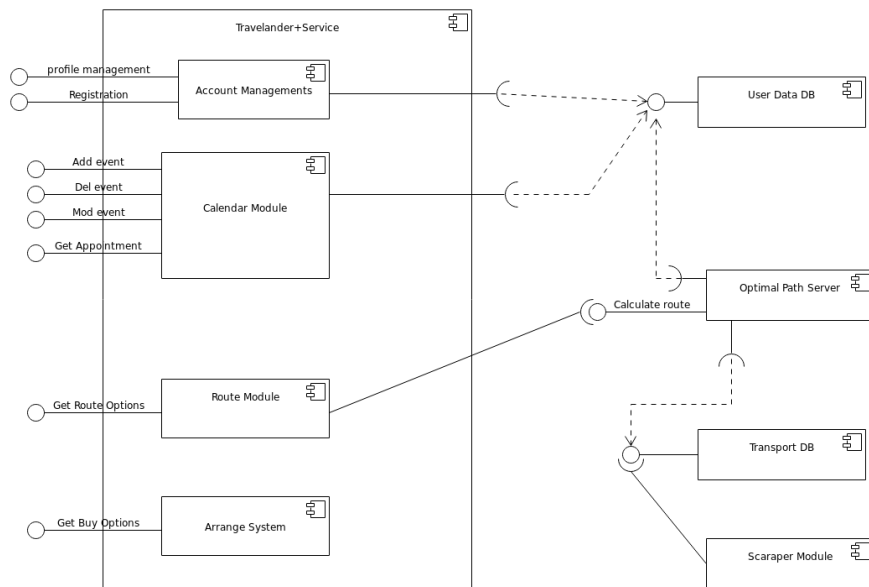 Travelander+Service
profile management
Account Managements
Registration
User Data DB
Add event
Del event
Calendar Module
Mod event
Get Appointment
Optimal Path Server
Calculate route
Route Module
Get Route Options
Transport DB
Get Buy Options
Arrange System
Scaraper Module